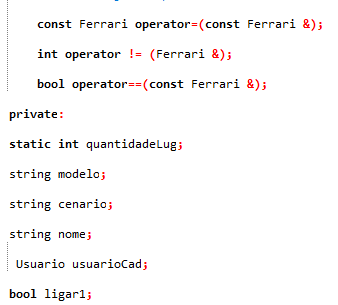 const Ferrari operator=(const Ferrari &);
int operator != (Ferrari &);
bool operator==(const Ferrari &);
private:
static int quantidadeLug;
string modelo;
string cenario;
string nome;
Usuario usuarioCad;
bool ligar1;